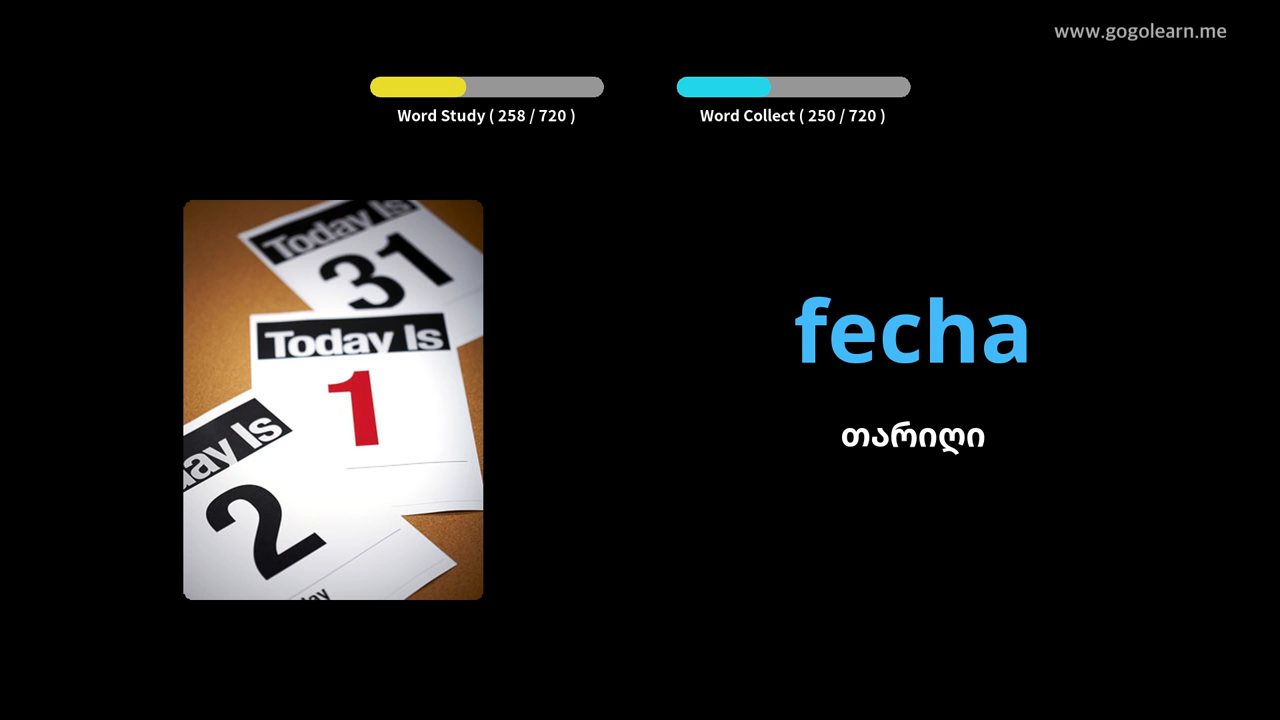 www.gogolearn.me
Word Study ( 258 / 720 )
Word Collect ( 250 / 720 )
Today Is
31
Today Is
1
ay Is
2
fecha
თარიღი